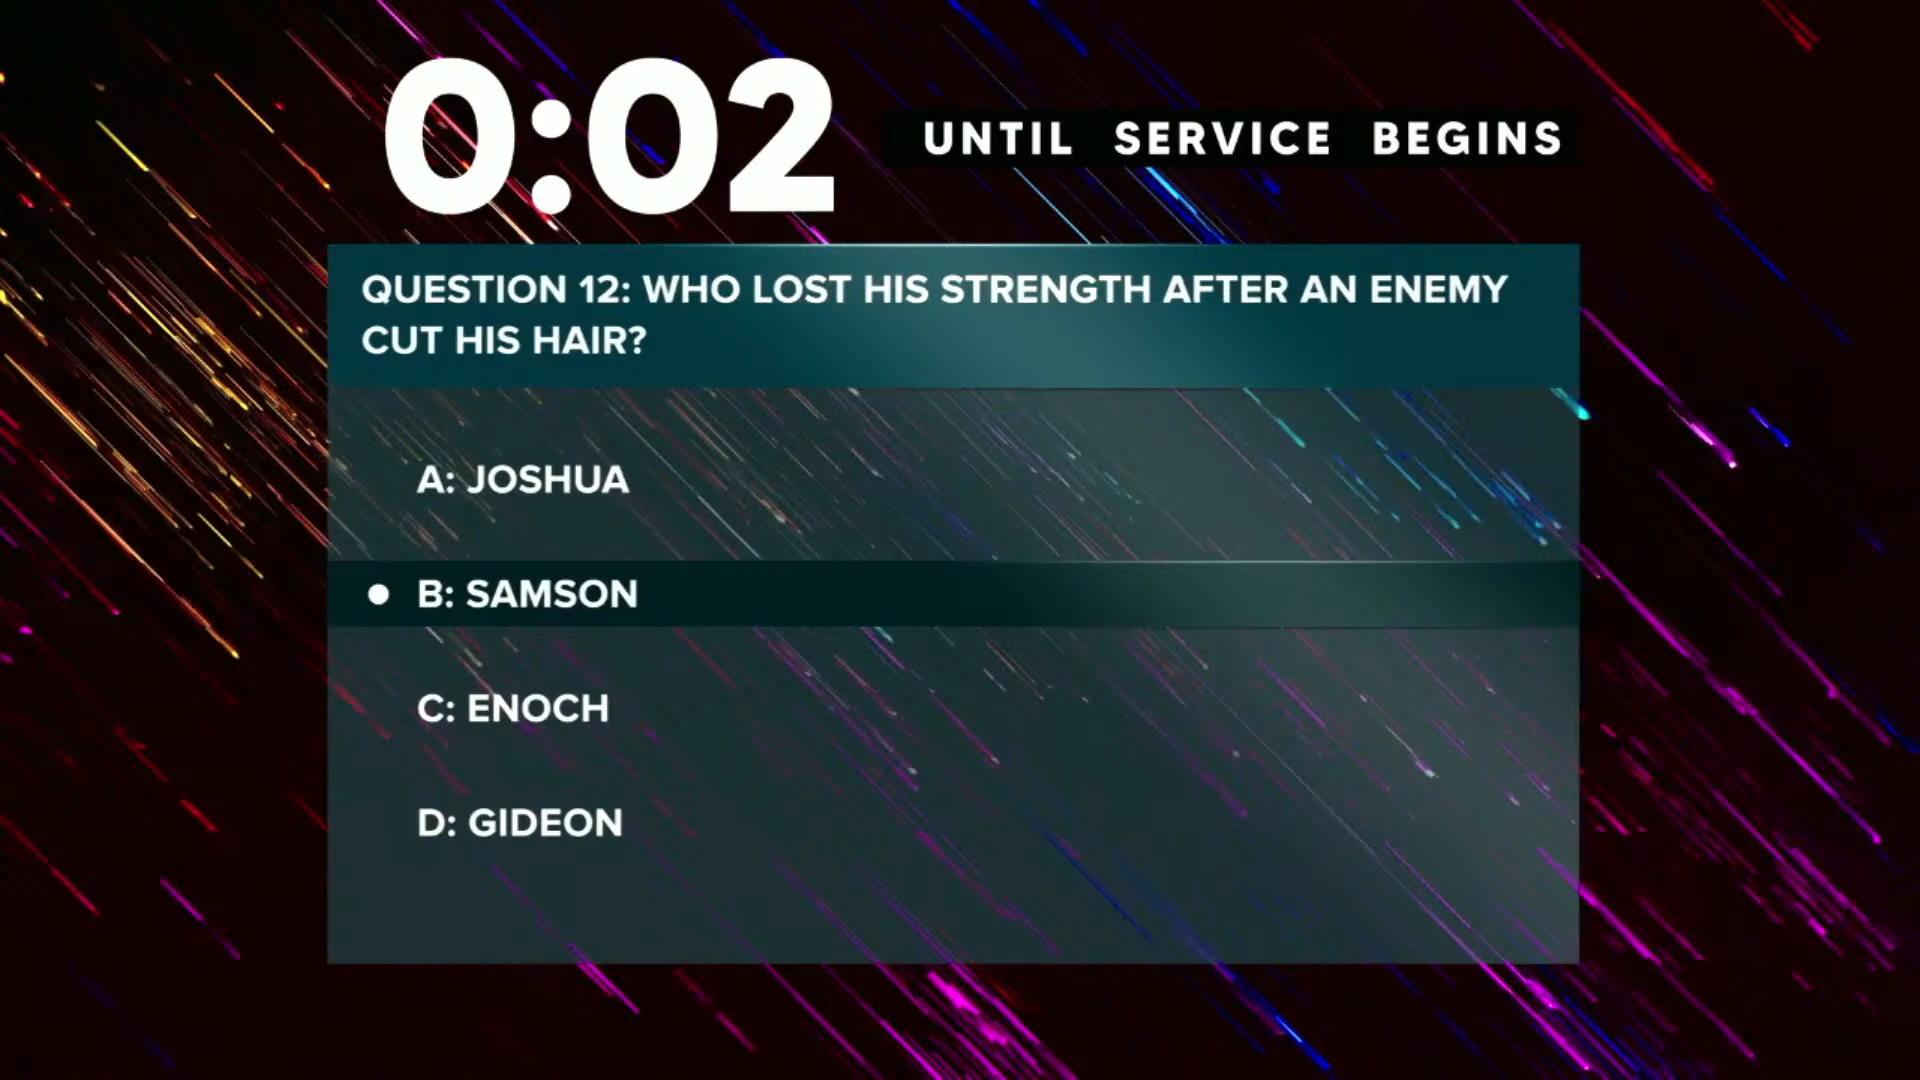 0:02
UNTIL SERVICE BEGINS
QUESTION 12: WHO LOST HIS STRENGTH AFTER AN ENEMY
CUT HIS HAIR?
A: JOSHUA
B: SAMSON
C: ENOCH
D: GIDEON